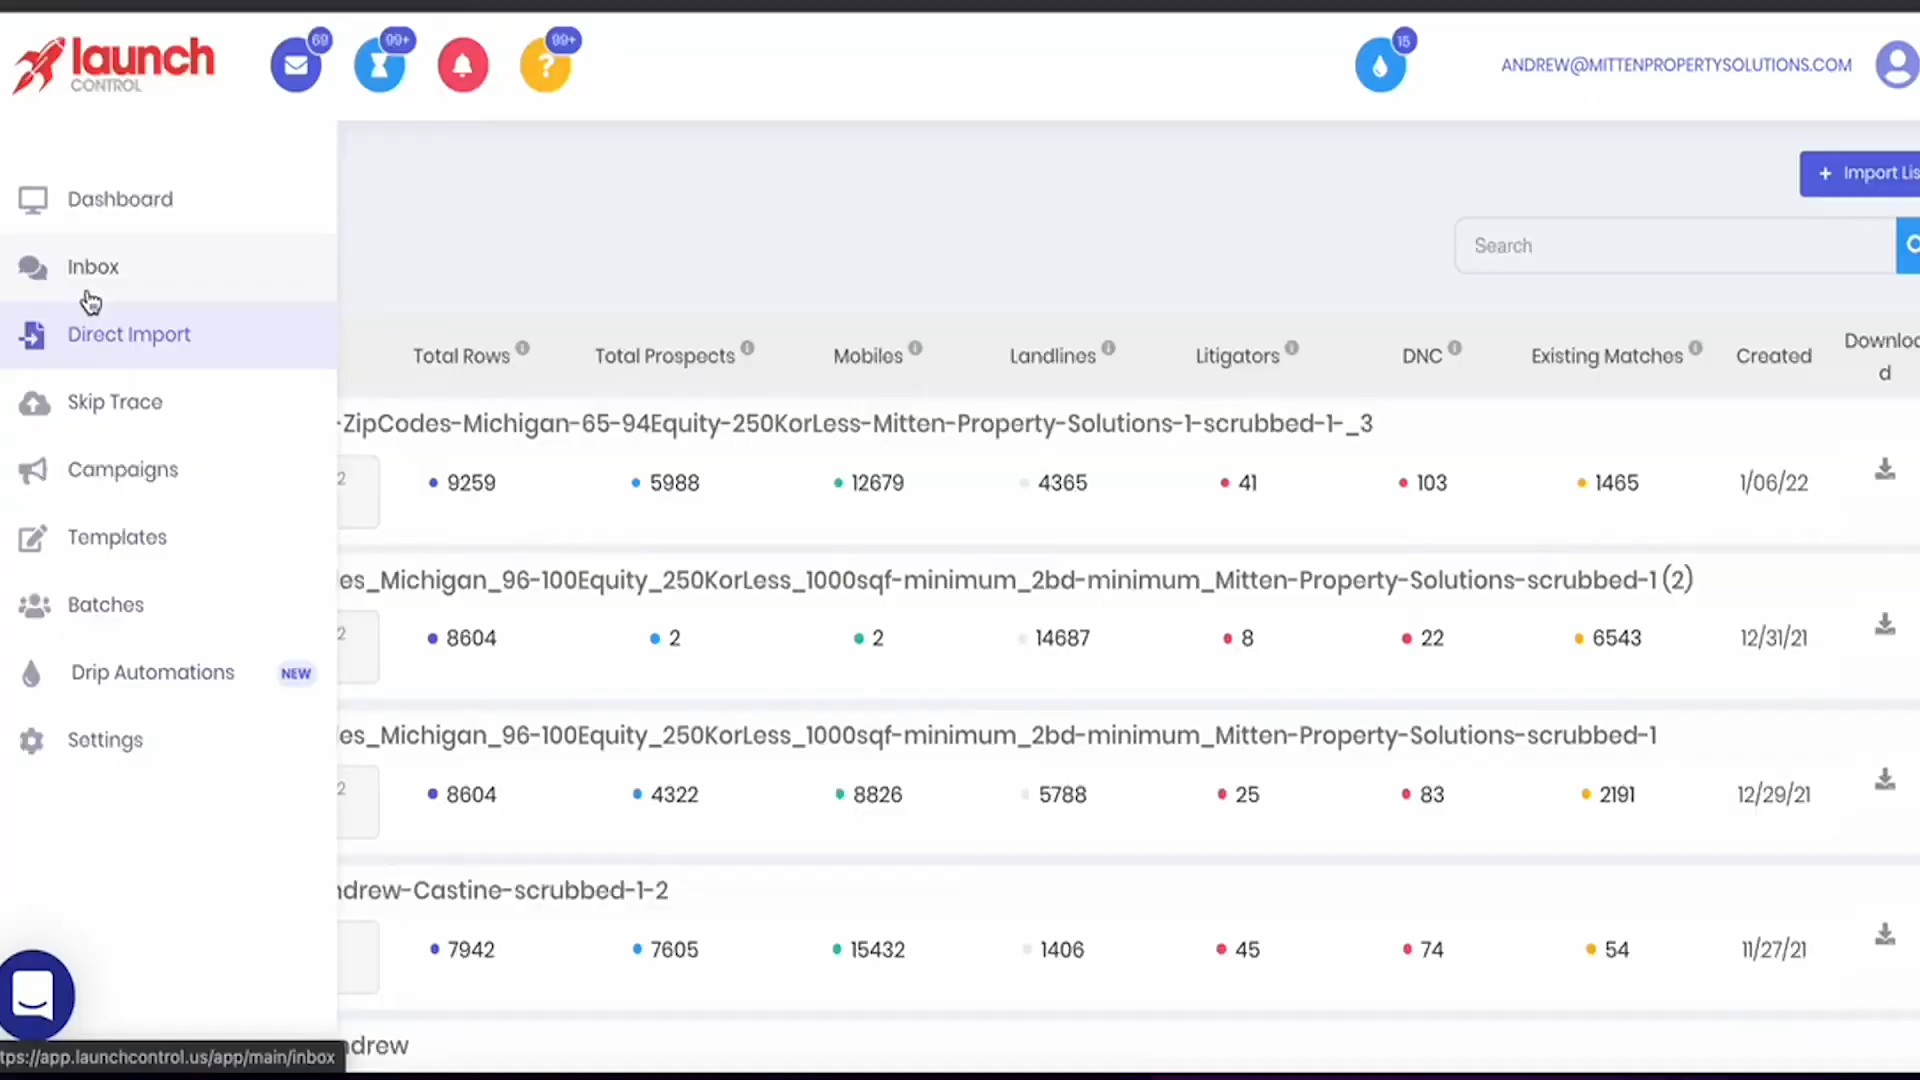 launch
CONTROL
69
99+
99+
?
15
ANDREW@MITTENPROPERTYSOLUTIONS.COM
+ Import Lis
Dashboard
Search
Inbox
Direct Import
Total Rows Total Prospects Mobiles Landlines Litigators DNC Existing Matches Created Downloa
d
Skip Trace
-ZipCodes-Michigan-65-94Equity-250KorLess-Mitten-Property-Solutions-1-scrubbed-1-_3
Campaigns
2 9259 5988 12679 4365 41 103 1465 1/06/22
Templates
es_Michigan_96-100Equity_250KorLess_1000sqf-minimum_2bd-minimum_Mitten-Property-Solutions-scrubbed-1 (2)
Batches
2 8604 2 2 14687 8 22 6543 12/31/21
Drip Automations NEW
Settings
es_Michigan_96-100Equity_250KorLess_1000sqf-minimum_2bd-minimum_Mitten-Property-Solutions-scrubbed-1
2 8604 4322 8826 5788 25 83 2191 12/29/21
ndrew-Castine-scrubbed-1-2
7942 7605 15432 1406 45 74 54 11/27/21
ndrew
tps://app.launchcontrol.us/app/main/inbox